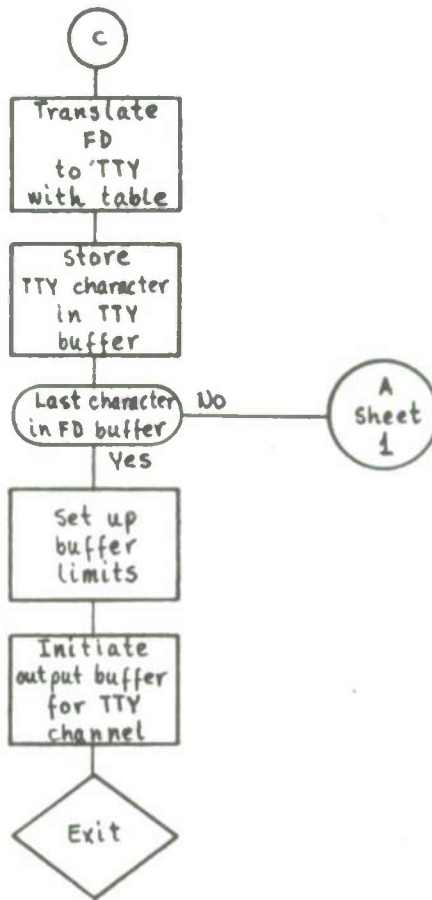 C
Translate
FD
to TTY
with table
Store
TTY character
in TTY
buffer
Last character
in FD buffer
No
A
Sheet
1
Yes
Set up
buffer
limits
Initiate
output buffer
for TTY
channel
Exit